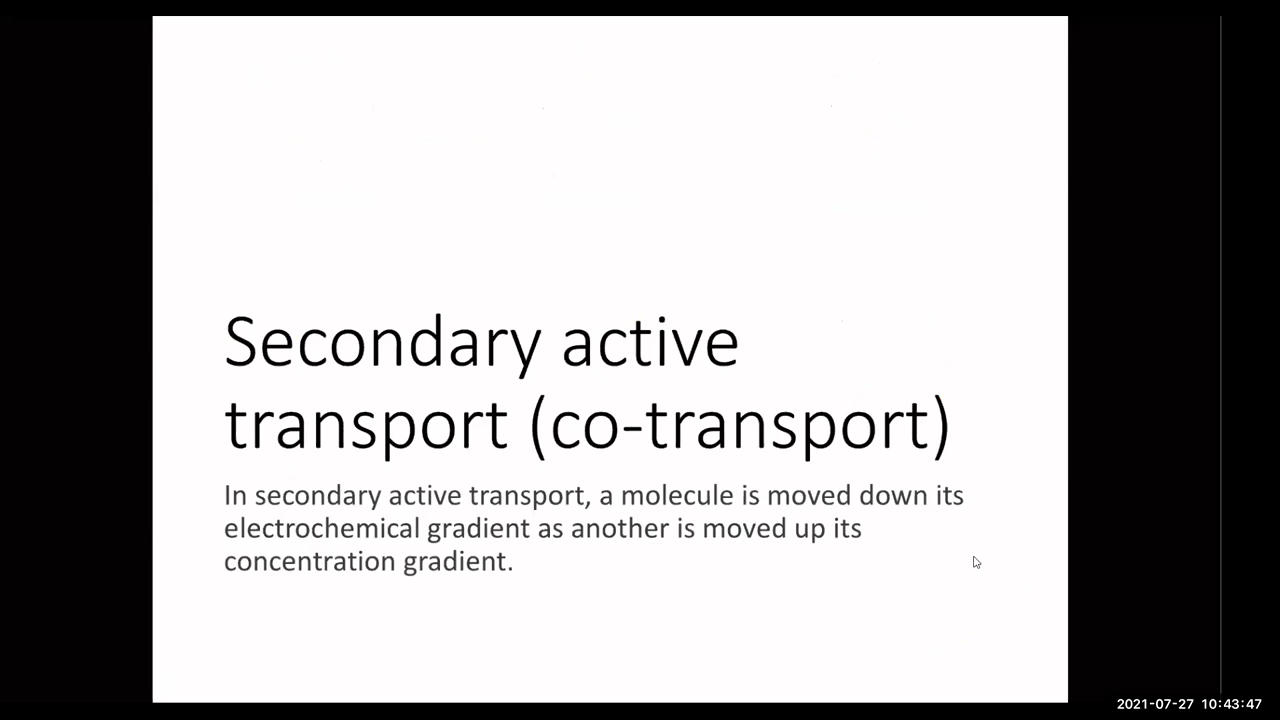 Secondary active
transport (co-transport)
In secondary active transport, a molecule is moved down its
electrochemical gradient as another is moved up its
concentration gradient.
2021-07-27 10:43:47